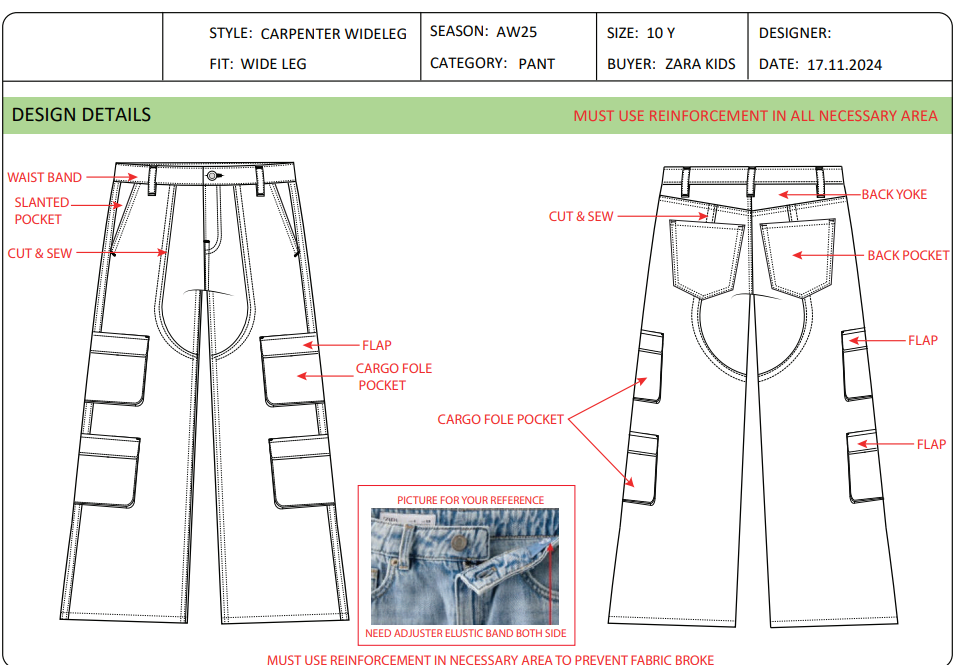 STYLE: CARPENTER WIDELEG
SEASON: AW25
SIZE: 10 Y
DESIGNER:
FIT: WIDE LEG
CATEGORY: PANT
BUYER: ZARA KIDS
DATE: 17.11.2024
DESIGN DETAILS
MUST USE REINFORCEMENT IN ALL NECESSARY AREA
WAIST BAND
SLANTED
POCKET
CUT & SEW
FLAP
CARGO FOLE
POCKET
BACK YOKE
CUT & SEW
BACK POCKET
FLAP
CARGO FOLE POCKET
FLAP
PICTURE FOR YOUR REFERENCE
NEED ADJUSTER ELUSTIC BAND BOTH SIDE
MUST USE REINFORCEMENT IN NECESSARY AREA TO PREVENT FABRIC BROKE